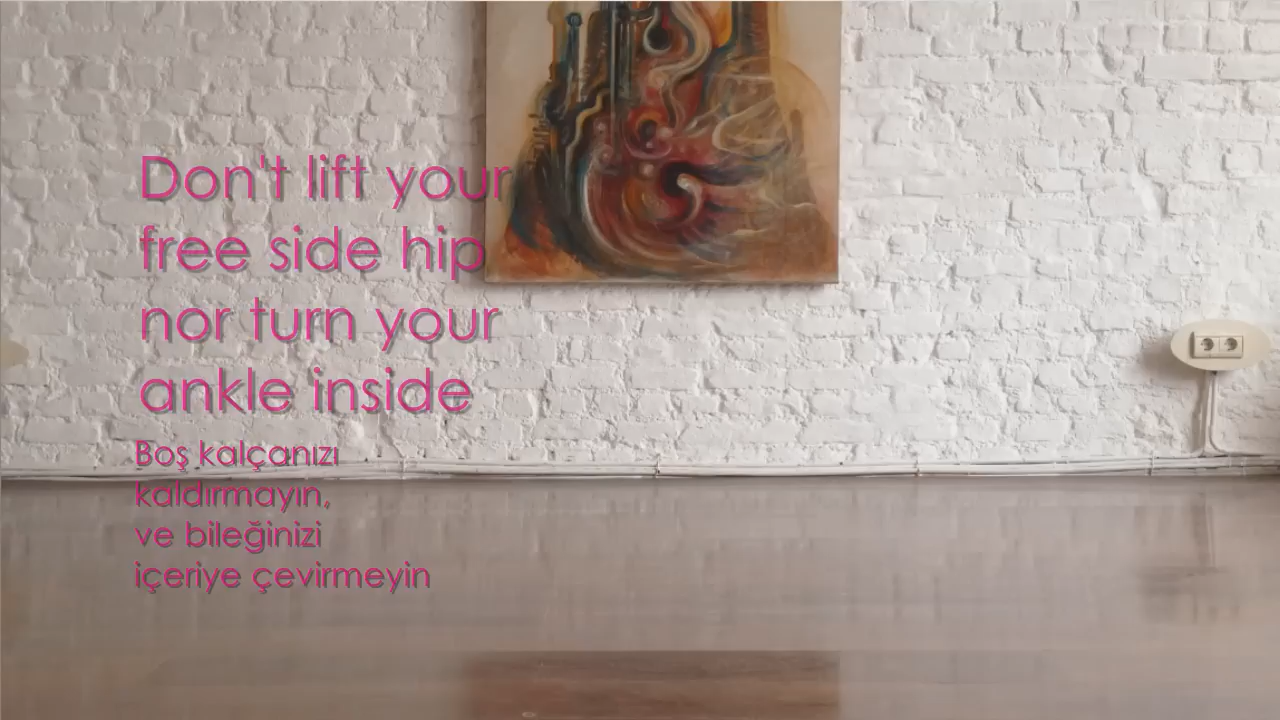 Don't lift your
free side hip
nor turn your
ankle inside
Boş kalçanızı
kaldırmayın,
ve bileğinizi
içeriye çevirmeyin